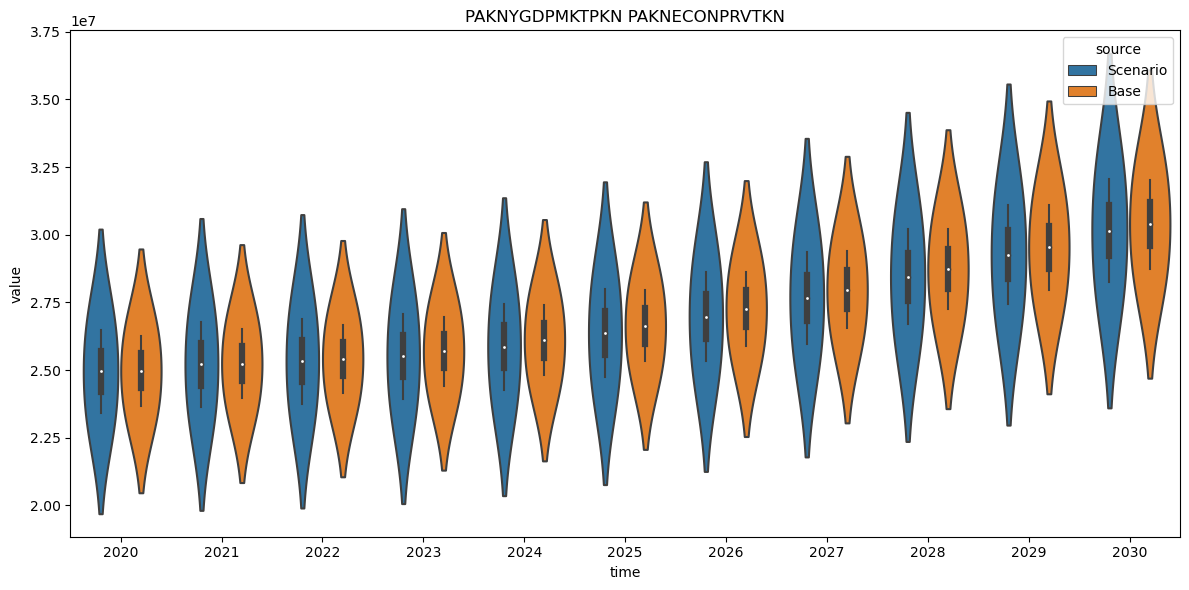 PAKNYGDPMKTPKN PAKNECONPRVTKN
1e7
3.75
3.50
3.25
3.00
2.75
2.50
2.25
2.00
value
source
Scenario
Base
2020 2021 2022 2023 2024 2025 2026 2027 2028 2029 2030
time